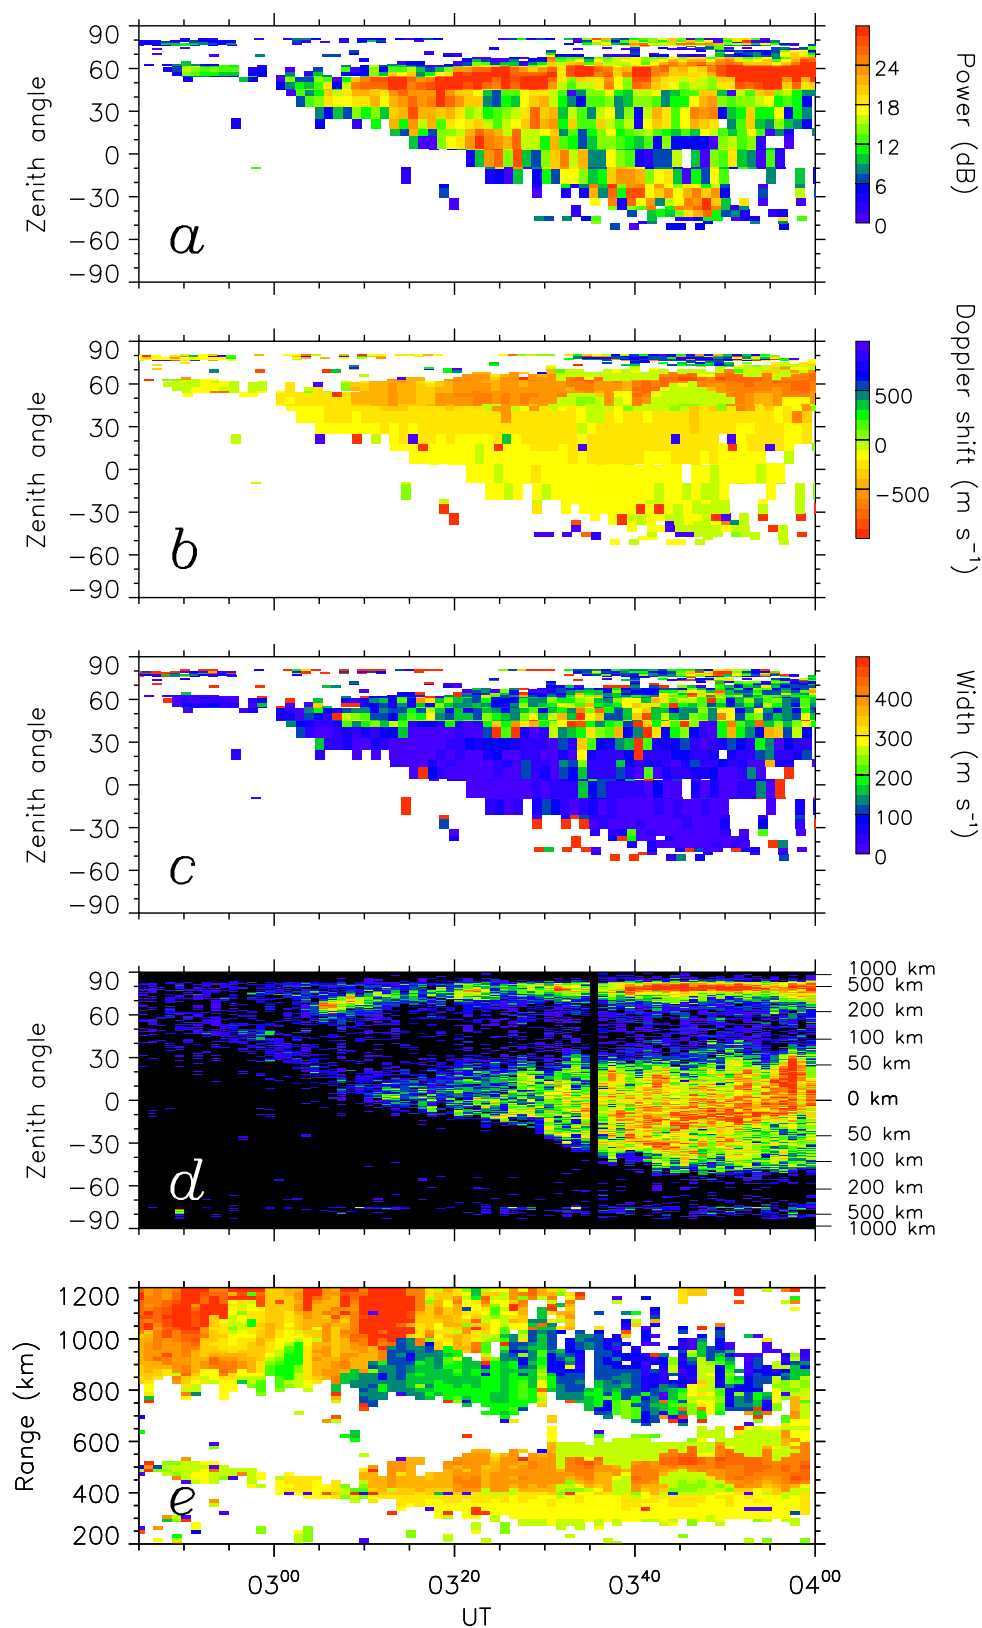 90
60
30
0
−30
−60
−90
Zenith angle
a
24
18
12
6
0
Power (dB)
90
60
30
0
−30
−60
−90
Zenith angle
b
500
0
−500
Doppler shift (m s⁻¹)
90
60
30
0
−30
−60
−90
Zenith angle
c
400
300
200
100
0
Width (m s⁻¹)
90
60
30
0
−30
−60
−90
Zenith angle
d
1000 km
500 km
200 km
100 km
50 km
0 km
50 km
100 km
200 km
500 km
1000 km
1200
1000
800
600
400
200
Range (km)
e
03⁰⁰ 03²⁰ 03⁴⁰ 04⁰⁰
UT